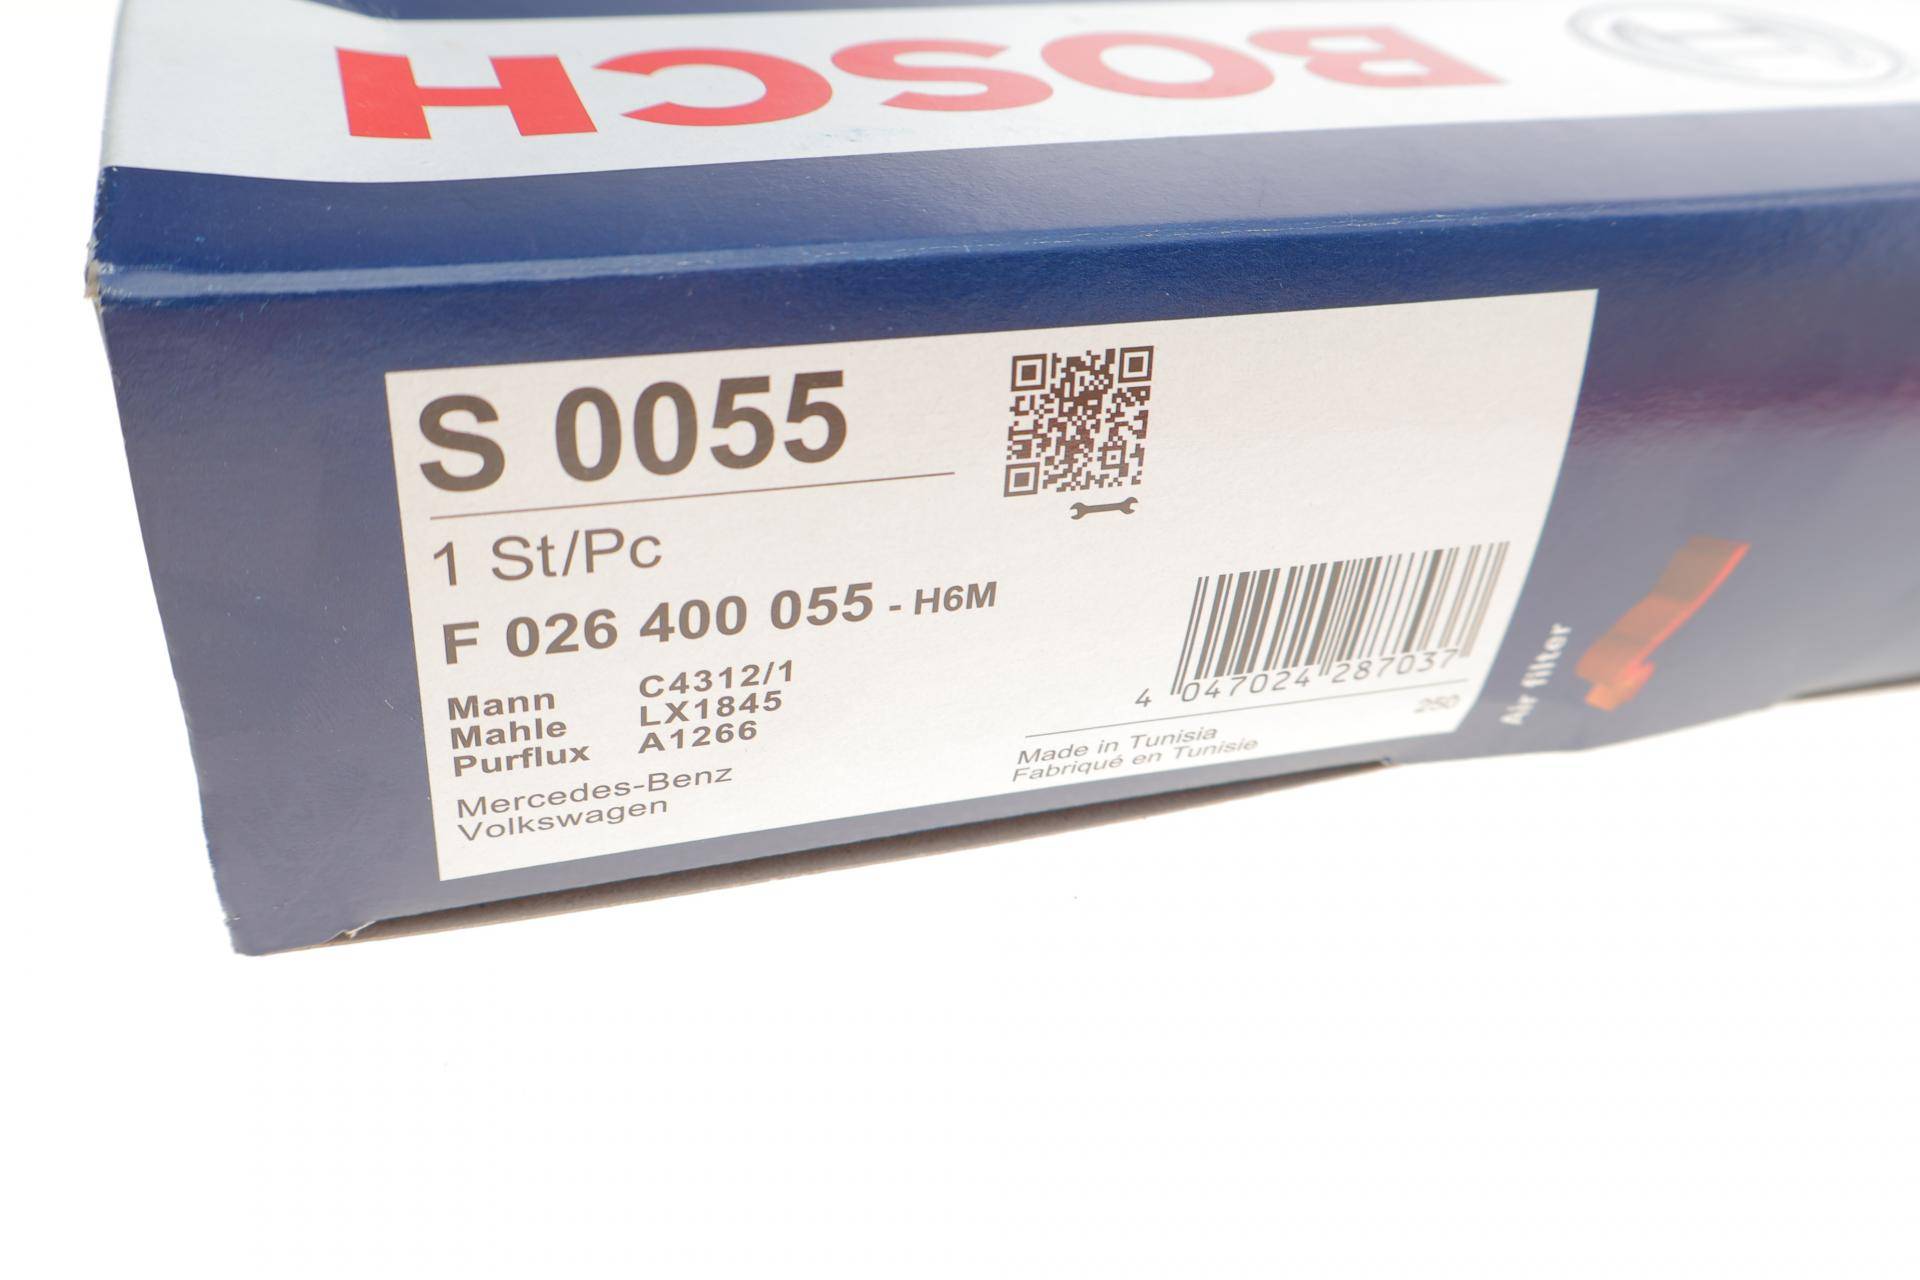 BOSCH
S 0055
1 St/Pc
F 026 400 055 - H6M
Mann C4312/1
Mahle LX1845
Purflux A1266
Mercedes-Benz
Volkswagen
4 047024 287037
250
Made in Tunisia
Fabriqué en Tunisie
Air filter